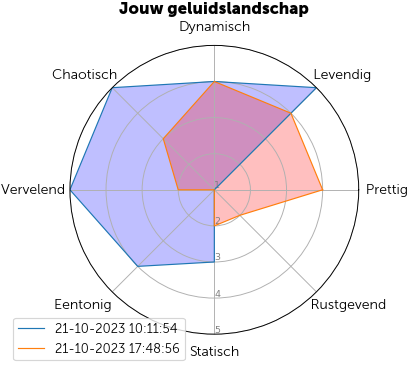 Jouw geluidslandschap
Dynamisch
Chaotisch
Levendig
Vervelend
Prettig
1
2
3
4
5
Eentonig
Rustgevend
Statisch
21-10-2023 10:11:54
21-10-2023 17:48:56